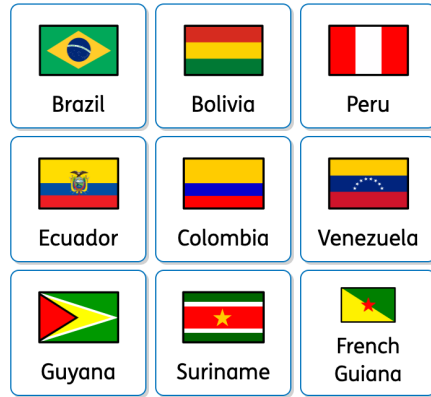 Brazil
Bolivia
Peru
Ecuador
Colombia
Venezuela
Guyana
Suriname
French
Guiana